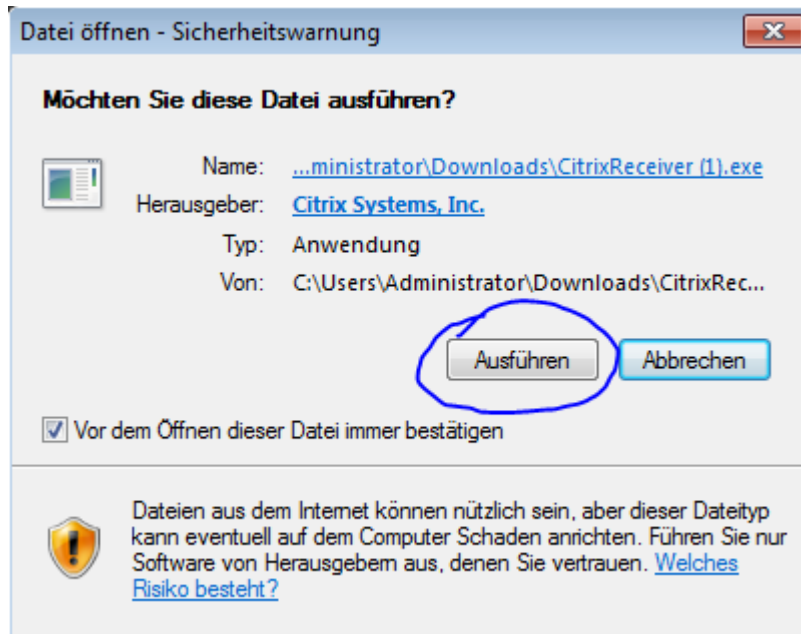 Datei öffnen - Sicherheitswarnung
Möchten Sie diese Datei ausführen?
Name: ...ministrator\Downloads\CitrixReceiver (1).exe
Herausgeber: Citrix Systems, Inc.
Typ: Anwendung
Von: C:\Users\Administrator\Downloads\CitrixRec...
Ausführen Abbrechen
Vor dem Öffnen dieser Datei immer bestätigen
Dateien aus dem Internet können nützlich sein, aber dieser Dateityp
kann eventuell auf dem Computer Schaden anrichten. Führen Sie nur
Software von Herausgebern aus, denen Sie vertrauen. Welches
Risiko besteht?